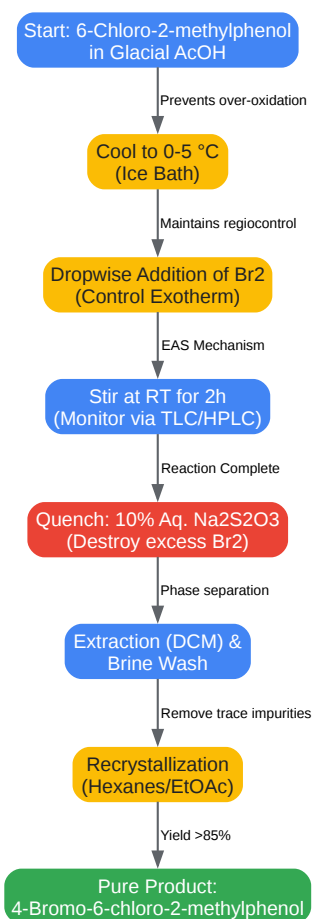 Start: 6-Chloro-2-methylphenol
in Glacial AcOH
Prevents over-oxidation
Cool to 0-5 °C
(Ice Bath)
Maintains regiocontrol
Dropwise Addition of Br2
(Control Exotherm)
EAS Mechanism
Stir at RT for 2h
(Monitor via TLC/HPLC)
Reaction Complete
Quench: 10% Aq. Na2S2O3
(Destroy excess Br2)
Phase separation
Extraction (DCM) &
Brine Wash
Remove trace impurities
Recrystallization
(Hexanes/EtOAc)
Yield >85%
Pure Product:
4-Bromo-6-chloro-2-methylphenol